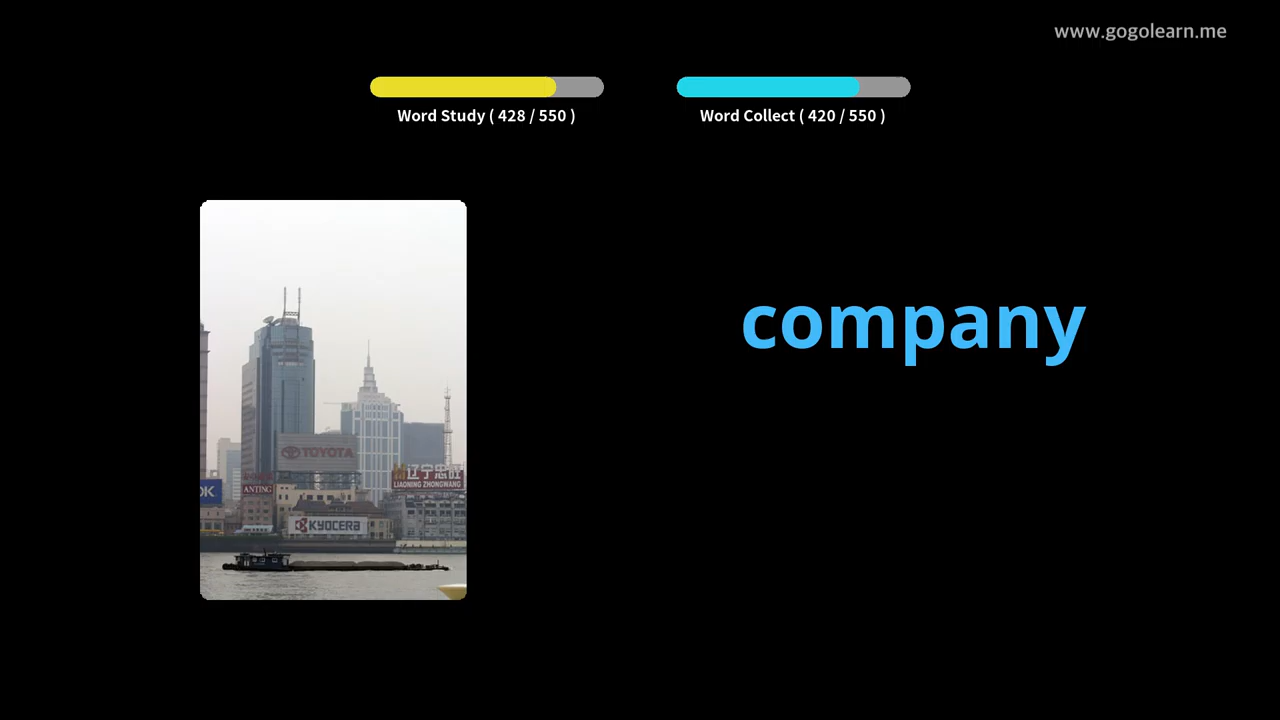 www.gogolearn.me
Word Study ( 428 / 550 )
Word Collect ( 420 / 550 )
company
TOYOTA
辽宁忠旺
LIAONING ZHONGWANG
OK
ANTING
KYOCERA